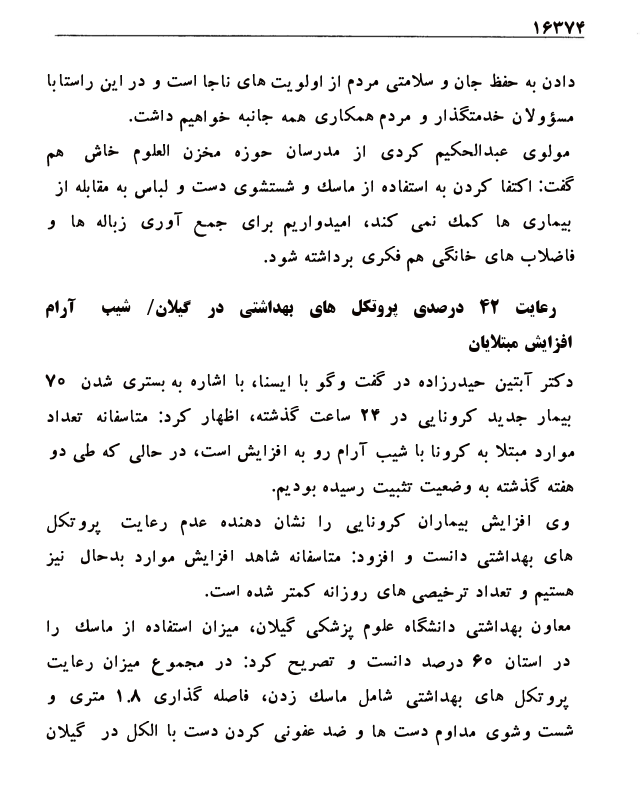 ۱۶۳۷۴
دادن به حفظ جان و سلامتی مردم از اولویت های ناجا است و در این راستا با
مسؤولان خدمتگذار و مردم همکاری همه جانبه خواهیم داشت.
مولوی عبدالحکیم کردی از مدرسان حوزه مخزن العلوم خاش هم
گفت: اکتفا کردن به استفاده از ماسك و شستشوی دست و لباس به مقابله از
بیماری ها کمك نمی کند، امیدواریم برای جمع آوری زباله ها و
فاضلاب های خانگی هم فکری برداشته شود.
رعایت ۴۲ درصدی پروتکل های بهداشتی در گیلان/ شیب آرام
افزایش مبتلایان
دکتر آبتین حیدرزاده در گفت وگو با ایسنا، با اشاره به بستری شدن ۷۰
بیمار جدید کرونایی در ۲۴ ساعت گذشته، اظهار کرد: متاسفانه تعداد
موارد مبتلا به کرونا با شیب آرام رو به افزایش است، در حالی که طی دو
هفته گذشته به وضعیت تثبیت رسیده بودیم.
وی افزایش بیماران کرونایی را نشان دهنده عدم رعایت پروتکل
های بهداشتی دانست و افزود: متاسفانه شاهد افزایش موارد بدحال نیز
هستیم و تعداد ترخیصی های روزانه کمتر شده است.
معاون بهداشتی دانشگاه علوم پزشکی گیلان، میزان استفاده از ماسك را
در استان ۶۰ درصد دانست و تصریح کرد: در مجموع میزان رعایت
پروتکل های بهداشتی شامل ماسك زدن، فاصله گذاری ۱.۸ متری و
شست وشوی مداوم دست ها و ضد عفونی کردن دست با الکل در گیلان